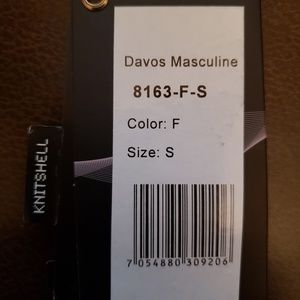 Davos Masculine
8163-F-S
Color: F
Size: S
7 054880 309206
KNITSHELL